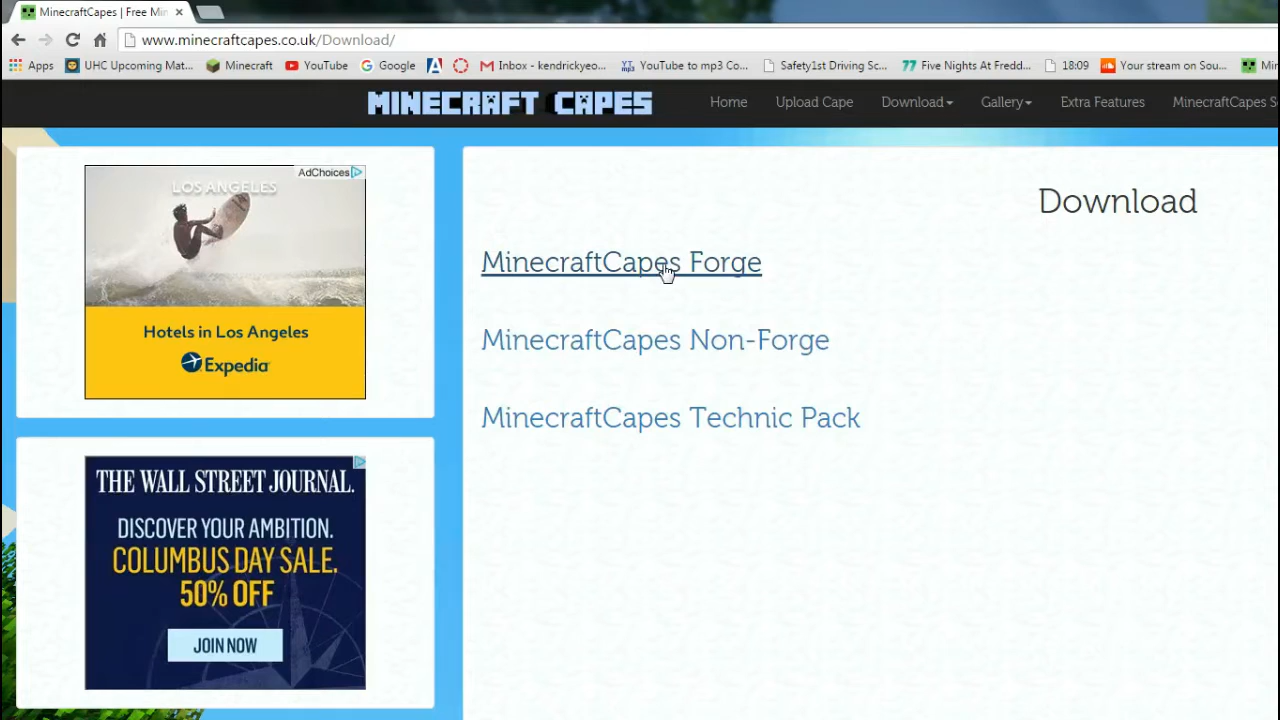 MinecraftCapes | Free Min
www.minecraftcapes.co.uk/Download/
Apps
UHC Upcoming Mat...
Minecraft
YouTube
Google
Inbox - kendrickyeo...
YouTube to mp3 Co...
Safety1st Driving Sc...
Five Nights At Fredd...
18:09
Your stream on Sou...
MINECRAFT CAPES
Home
Upload Cape
Download
Gallery
Extra Features
MinecraftCapes S
AdChoices
LOS ANGELES
Hotels in Los Angeles
Expedia
THE WALL STREET JOURNAL.
DISCOVER YOUR AMBITION.
COLUMBUS DAY SALE.
50% OFF
JOIN NOW
Download
MinecraftCapes Forge
MinecraftCapes Non-Forge
MinecraftCapes Technic Pack